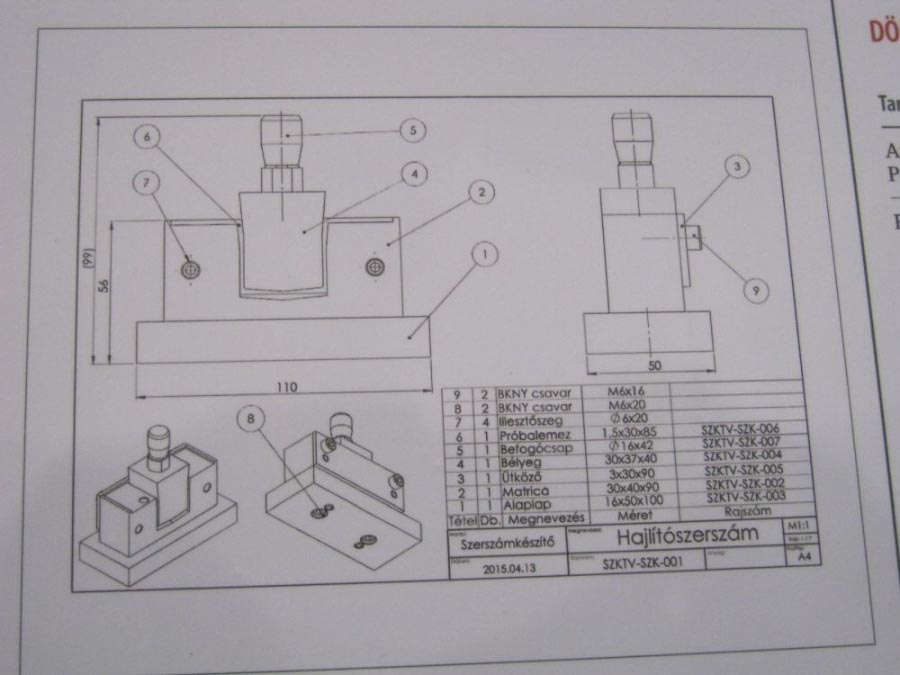 DÖ
Tar
A
P
E
6
5
7
4
2
1
3
9
(99)
56
110
50
8
9 2 BKNY csavar M6x16
8 2 BKNY csavar M6x20
7 4 Illesztőszeg Ø 6x20
6 1 Próbalemez 1,5x30x85 SZKTV-SZK-006
5 1 Befogócsap Ø 16x42 SZKTV-SZK-007
4 1 Bélyeg 30x37x40 SZKTV-SZK-004
3 1 Ütköző 3x30x90 SZKTV-SZK-005
2 1 Matrica 30x40x90 SZKTV-SZK-002
1 1 Alaplap 16x50x100 SZKTV-SZK-003
Tétel Db. Megnevezés Méret Rajszám
Szerszámkészítő Megnevezés: Hajlítószerszám M1:1
2015.04.13 SZKTV-SZK-001 A4